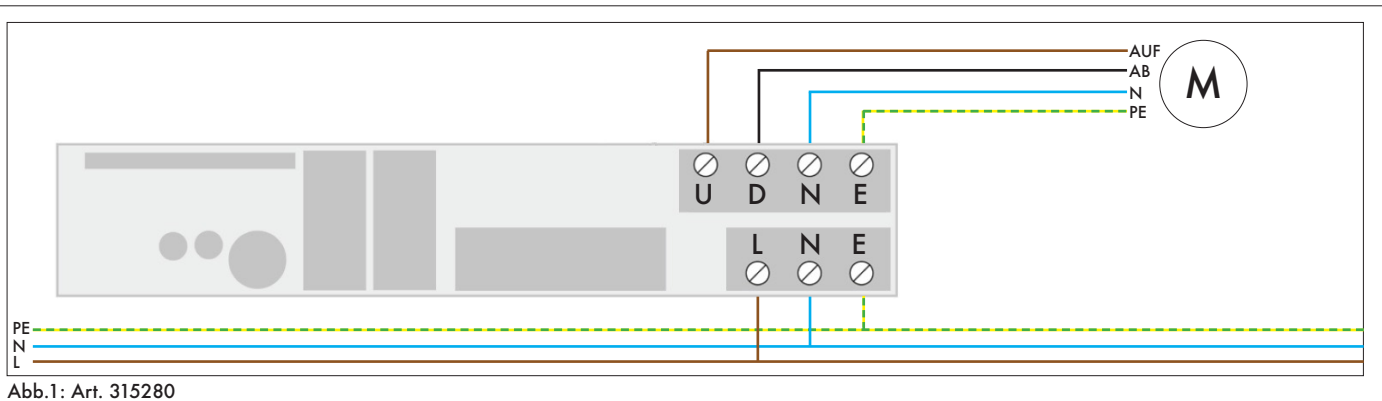 AUF
AB
N
PE
M
U D N E
L N E
PE
N
L
Abb.1: Art. 315280